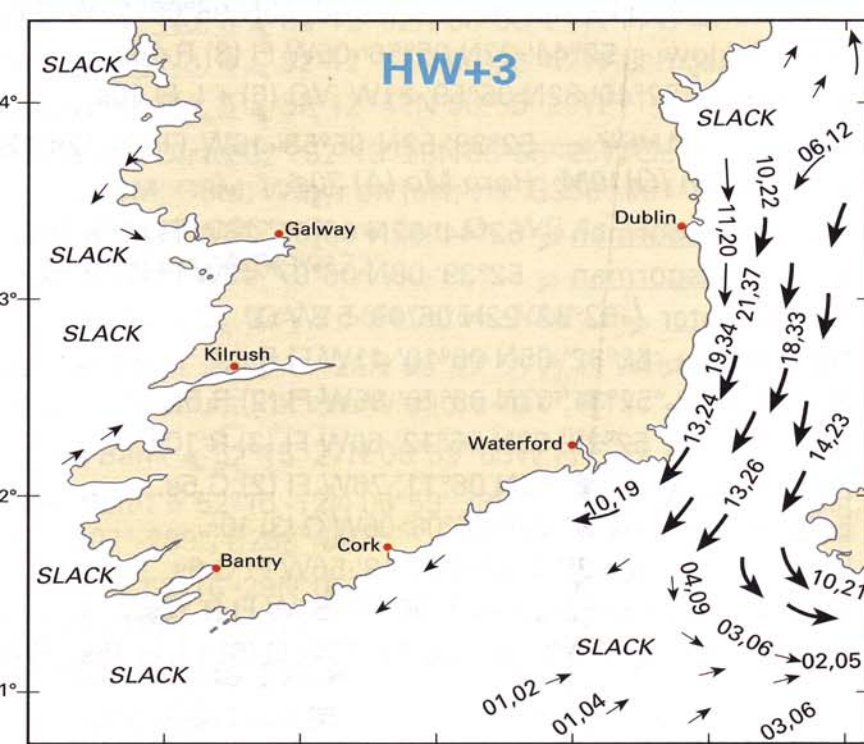 HW+3
SLACK
4°
SLACK
06,12
10,22
11,20
Dublin
Galway
SLACK
21,37
3°
SLACK
18,33
19,34
Kilrush
13,24
14,23
Waterford
13,26
2°
10,19
Cork
Bantry
SLACK
04,09
10,21
03,06
SLACK
02,05
SLACK
1°
01,02
01,04
03,06